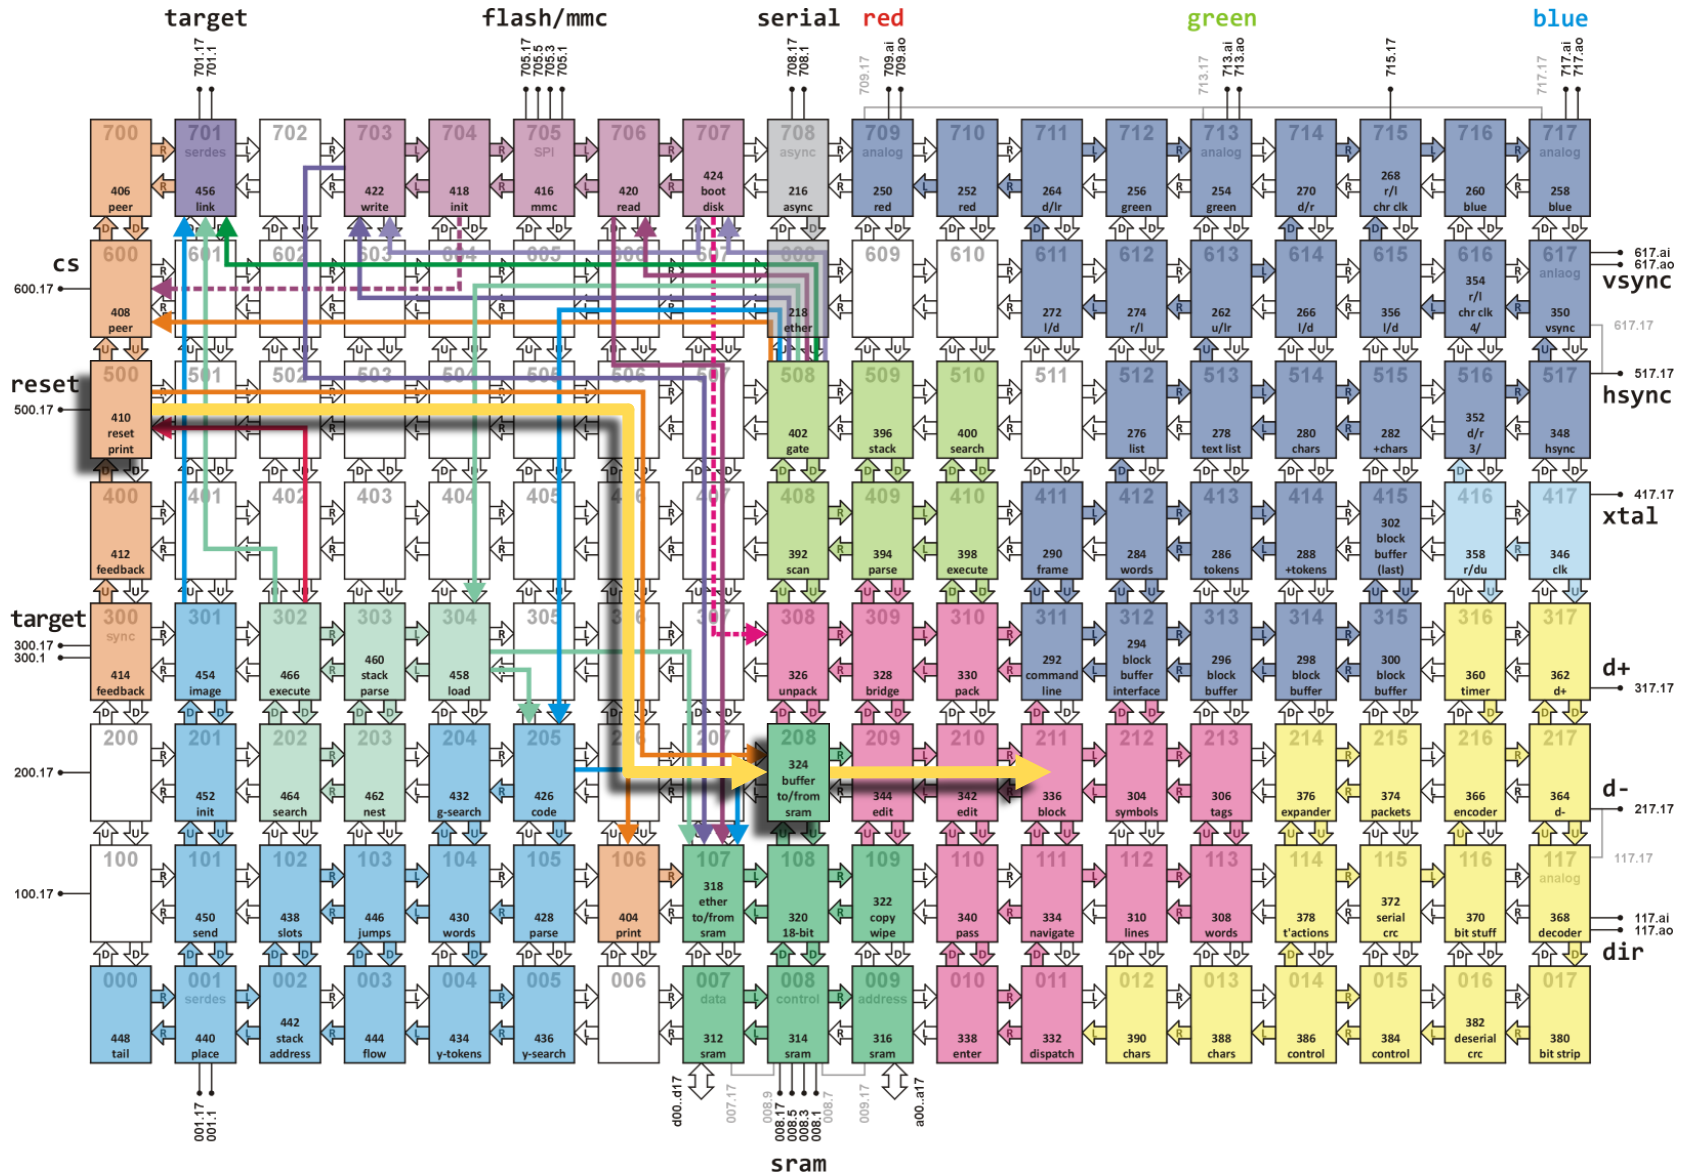 target flash/mmc serial red green blue
701.17 701.1 705.17 705.5 705.3 705.1 708.17 708.1 709.17 709.ai 709.ao 713.17 713.ai 713.ao 715.17 717.17 717.ai 717.ao
700 701 702 703 704 705 706 707 708 709 710 711 712 713 714 715 716 717
serdes SPI async analog analog analog
406 peer
456 link
422 write
418 init
416 mmc
420 read
424 boot disk
216 async
250 red
252 red
264 d/lr
256 green
254 green
270 d/r
268 r/l chr clk
260 blue
258 blue
600 601 602 603 604 605 606 607 608 609 610 611 612 613 614 615 616 617
anlaog
cs
600.17
617.ai
617.ao
vsync
617.17
408 peer
218 ether
272 l/d
274 r/l
262 u/lr
266 l/d
356 l/d
354 r/l chr clk 4/
350 vsync
500 501 502 503 504 505 506 507 508 509 510 511 512 513 514 515 516 517
reset
500.17
517.17
hsync
410 reset print
402 gate
396 stack
400 search
276 list
278 text list
280 chars
282 +chars
352 d/r 3/
348 hsync
400 401 402 403 404 405 406 407 408 409 410 411 412 413 414 415 416 417
417.17
xtal
412 feedback
392 scan
394 parse
398 execute
290 frame
284 words
286 tokens
288 +tokens
302 block buffer (last)
358 r/du
346 clk
300 301 302 303 304 305 306 307 308 309 310 311 312 313 314 315 316 317
sync
target
300.17
300.1
d+
317.17
414 feedback
454 image
466 execute
460 stack parse
458 load
326 unpack
328 bridge
330 pack
292 command line
294 block buffer interface
296 block buffer
298 block buffer
300 block buffer
360 timer
362 d+
200 201 202 203 204 205 206 207 208 209 210 211 212 213 214 215 216 217
200.17
d-
217.17
452 init
464 search
462 nest
432 g-search
426 code
324 buffer to/from sram
344 edit
342 edit
336 block
304 symbols
306 tags
376 expander
374 packets
366 encoder
364 d-
100 101 102 103 104 105 106 107 108 109 110 111 112 113 114 115 116 117
analog
100.17
117.17
117.ai
117.ao
dir
450 send
438 slots
446 jumps
430 words
428 parse
404 print
318 ether to/from sram
320 18-bit
322 copy wipe
340 pass
334 navigate
310 lines
308 words
378 t'actions
372 serial crc
370 bit stuff
368 decoder
000 001 002 003 004 005 006 007 008 009 010 011 012 013 014 015 016 017
serdes data control address
448 tail
440 place
442 stack address
444 flow
434 y-tokens
436 y-search
312 sram
314 sram
316 sram
338 enter
332 dispatch
390 chars
388 chars
386 control
384 control
382 deserial crc
380 bit strip
001.17 001.1 d00..d17 007.17 008.9 008.17 008.5 008.3 008.1 008.7 009.17 a00..a17
sram